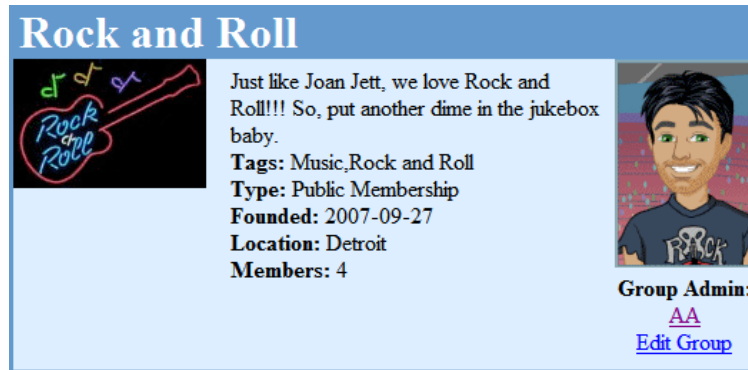 Rock and Roll
Rock
&
Roll
Just like Joan Jett, we love Rock and
Roll!!! So, put another dime in the jukebox
baby.
Tags: Music,Rock and Roll
Type: Public Membership
Founded: 2007-09-27
Location: Detroit
Members: 4
ROCK
Group Admin:
AA
Edit Group